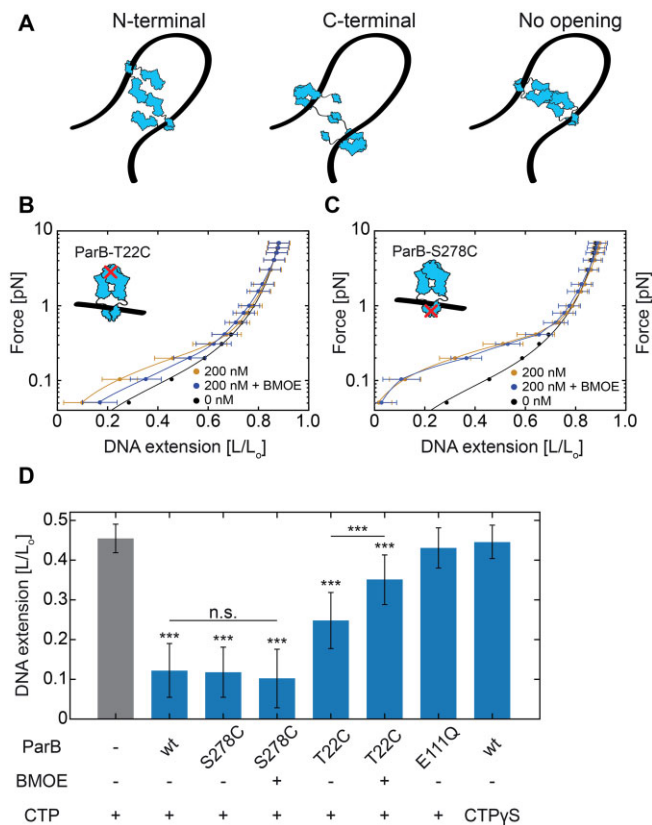 A
N-terminal C-terminal No opening
B
ParB-T22C
Force [pN]
10
1
0.1
200 nM
200 nM + BMOE
0 nM
0 0.2 0.4 0.6 0.8 1.0
DNA extension [L/Lo]
C
ParB-S278C
Force [pN]
10
1
0.1
200 nM
200 nM + BMOE
0 nM
0 0.2 0.4 0.6 0.8 1.0
DNA extension [L/Lo]
D
DNA extension [L/Lo]
0.5
0.4
0.3
0.2
0.1
0
n.s.
***
*** *** *** *** ***
ParB - wt S278C S278C T22C T22C E111Q wt
BMOE - - - + - + - -
CTP + + + + + + + CTPγS